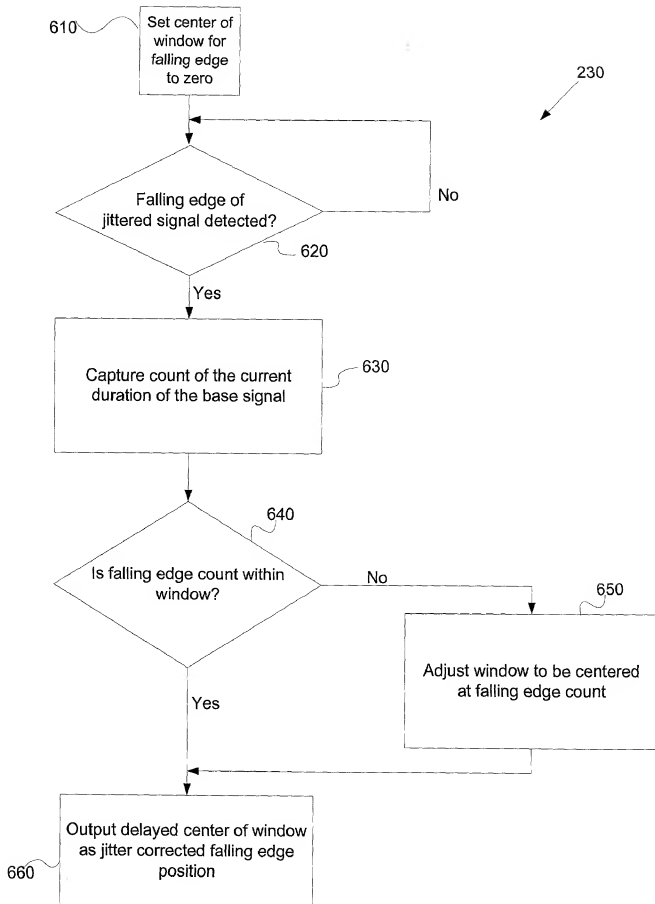 610
Set center of
window for
falling edge
to zero
230
Falling edge of
jittered signal detected?
No
620
Yes
Capture count of the current
duration of the base signal
630
640
Is falling edge count within
window?
No
650
Adjust window to be centered
at falling edge count
Yes
Output delayed center of window
as jitter corrected falling edge
position
660